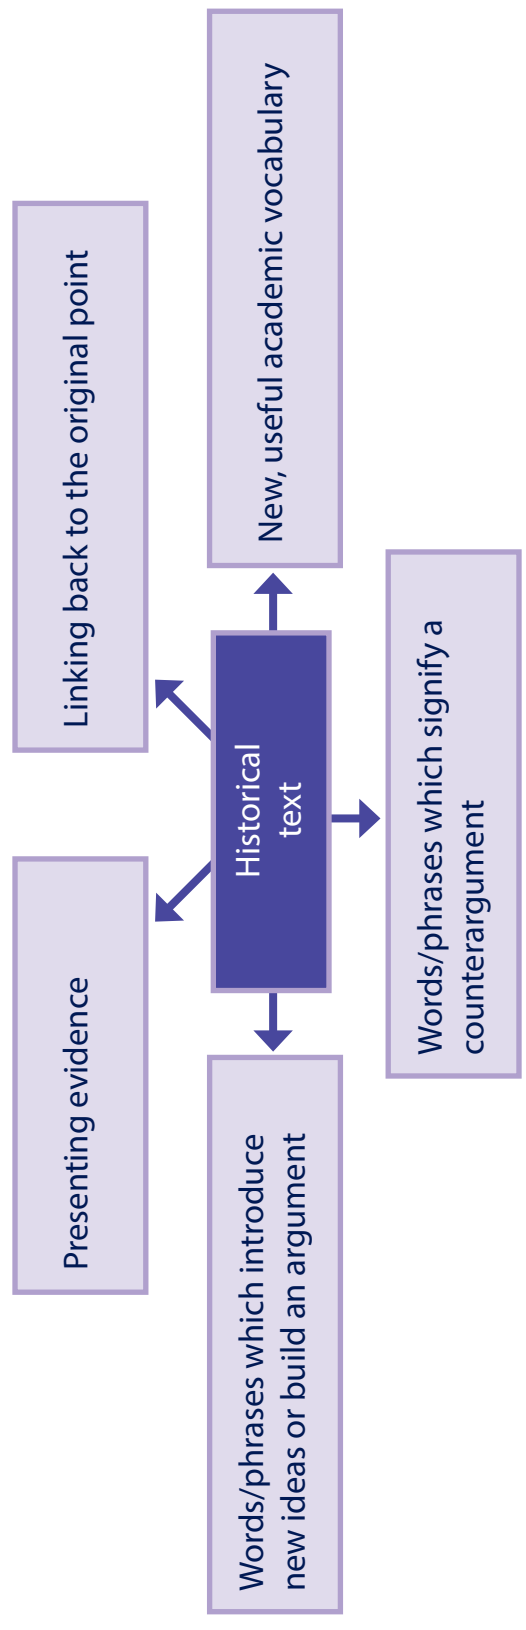 Presenting evidence
Linking back to the original point
Words/phrases which introduce
new ideas or build an argument
Historical
text
New, useful academic vocabulary
Words/phrases which signify a
counterargument